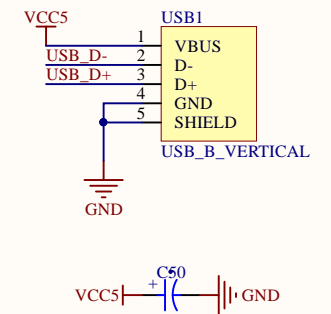 VCC5 USB1
1 VBUS
USB_D- 2 D-
USB_D+ 3 D+
4 GND
5 SHIELD
USB_B_VERTICAL
GND
C50
+
VCC5 GND